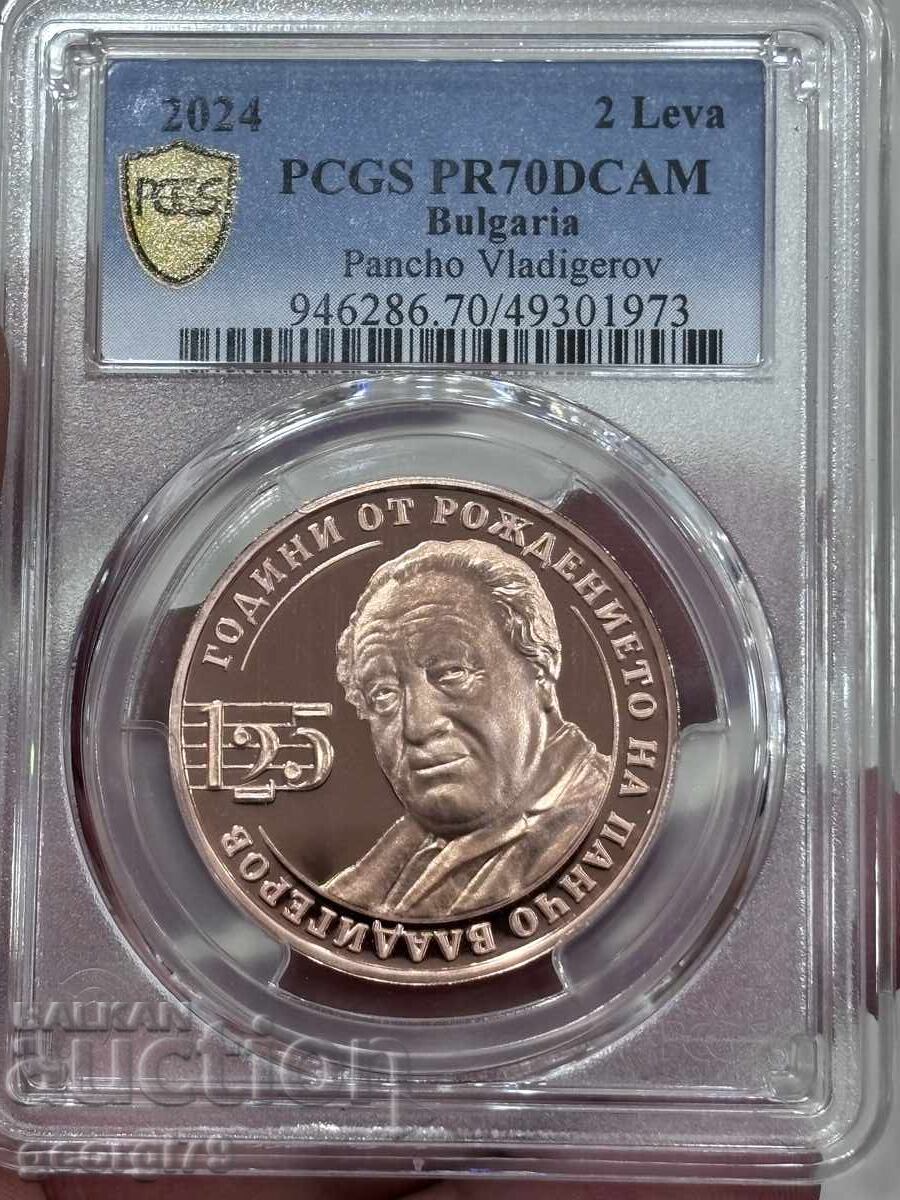 2024 2 Leva
PCGS
PCGS PR70DCAM
Bulgaria
Pancho Vladigerov
946286.70/49301973
ГОДИНИ ОТ РОЖДЕНИЕТО НА ПАНЧО ВЛАДИГЕРОВ
125
BALKAN
auction
georgi78